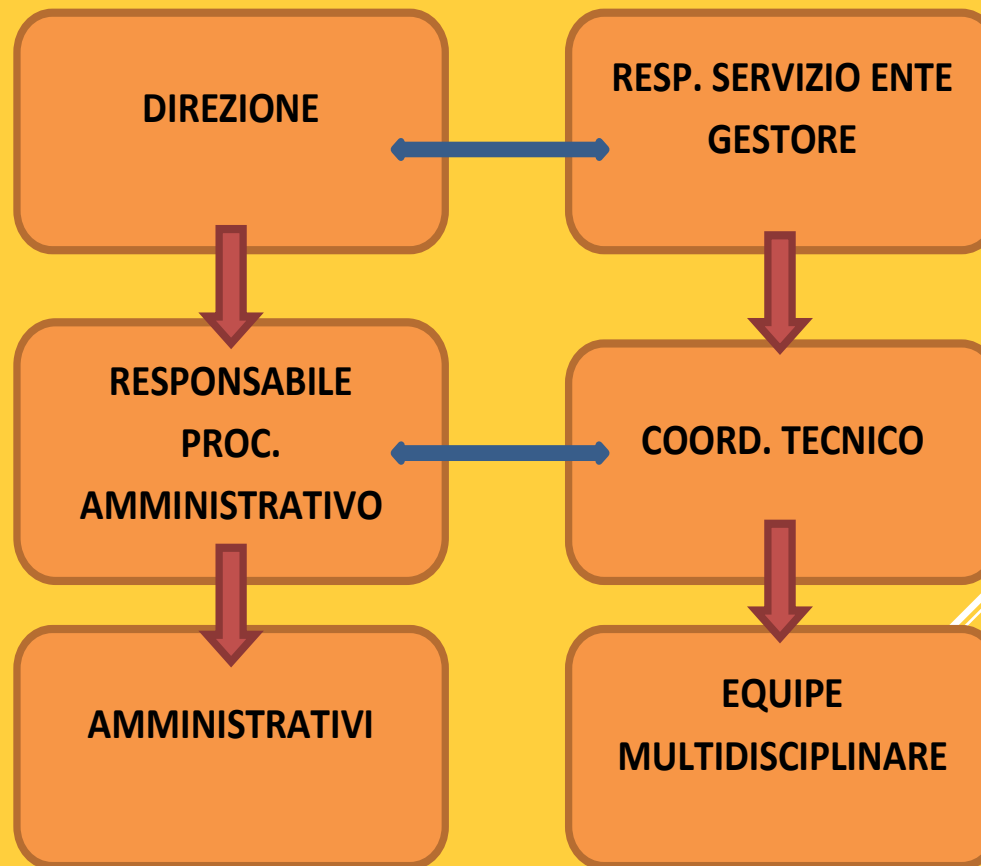 DIREZIONE
RESP. SERVIZIO ENTE
GESTORE
RESPONSABILE
PROC.
AMMINISTRATIVO
COORD. TECNICO
AMMINISTRATIVI
EQUIPE
MULTIDISCIPLINARE